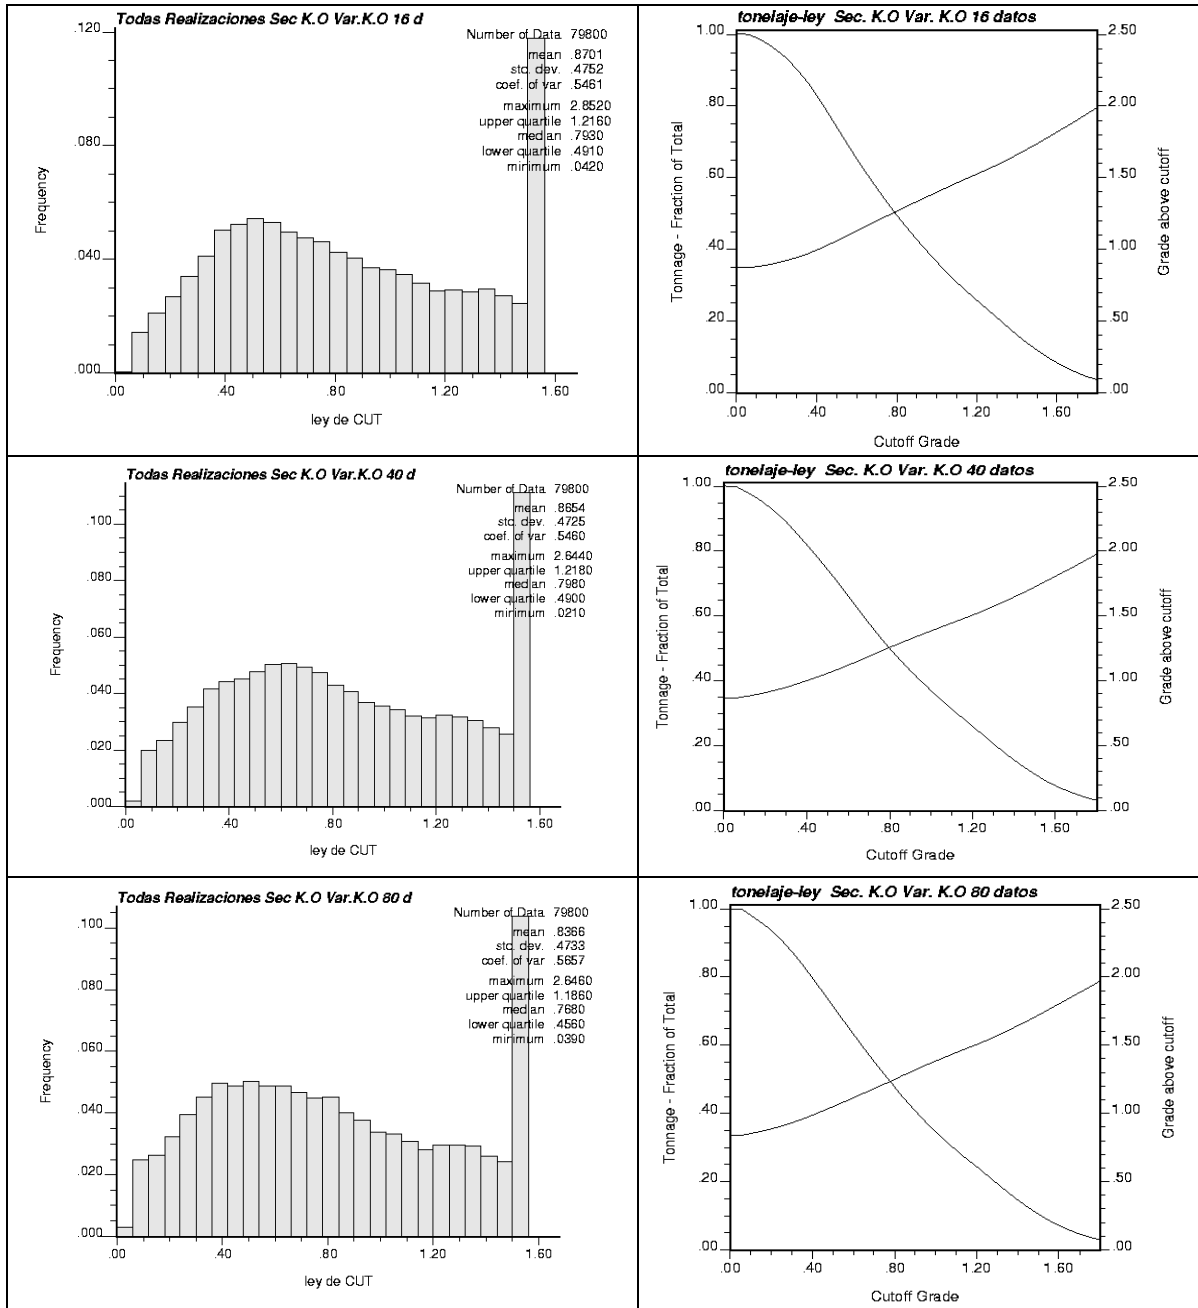 Todas Realizaciones Sec K.O Var.K.O 16 d
Number of Data 79800
mean .8701
std. dev. .4752
coef. of var .5461
maximum 2.8520
upper quartile 1.2160
median .7930
lower quartile .4910
minimum .0420
Frequency
.120
.080
.040
.000
.00 .40 .80 1.20 1.60
ley de CUT
tonelaje-ley Sec. K.O Var. K.O 16 datos
Tonnage - Fraction of Total
1.00
.80
.60
.40
.20
.00
2.50
2.00
1.50
1.00
.50
.00
Grade above cutoff
.00 .40 .80 1.20 1.60
Cutoff Grade
Todas Realizaciones Sec K.O Var.K.O 40 d
Number of Data 79800
mean .8654
std. dev. .4725
coef. of var .5460
maximum 2.6440
upper quartile 1.2180
median .7980
lower quartile .4900
minimum .0210
Frequency
.100
.080
.060
.040
.020
.000
.00 .40 .80 1.20 1.60
ley de CUT
tonelaje-ley Sec. K.O Var. K.O 40 datos
Tonnage - Fraction of Total
1.00
.80
.60
.40
.20
.00
2.50
2.00
1.50
1.00
.50
.00
Grade above cutoff
.00 .40 .80 1.20 1.60
Cutoff Grade
Todas Realizaciones Sec K.O Var.K.O 80 d
Number of Data 79800
mean .8366
std. dev. .4733
coef. of var .5657
maximum 2.6460
upper quartile 1.1860
median .7680
lower quartile .4560
minimum .0390
Frequency
.100
.080
.060
.040
.020
.000
.00 .40 .80 1.20 1.60
ley de CUT
tonelaje-ley Sec. K.O Var. K.O 80 datos
Tonnage - Fraction of Total
1.00
.80
.60
.40
.20
.00
2.50
2.00
1.50
1.00
.50
.00
Grade above cutoff
.00 .40 .80 1.20 1.60
Cutoff Grade